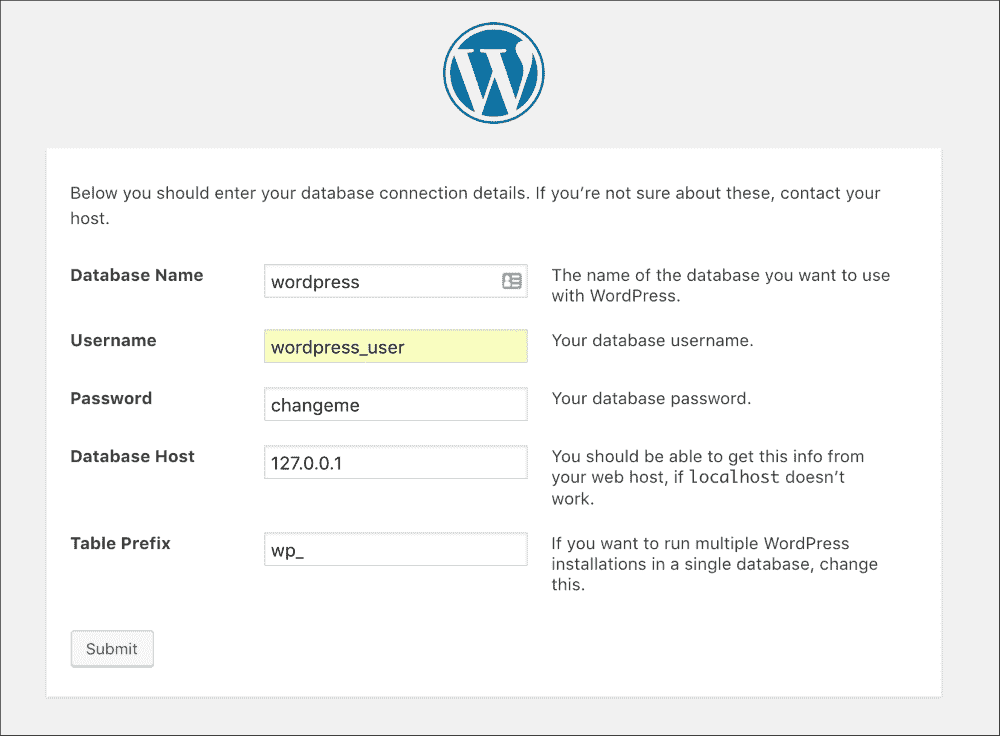 W
Below you should enter your database connection details. If you’re not sure about these, contact your
host.
Database Name
wordpress
The name of the database you want to use
with WordPress.
Username
wordpress_user
Your database username.
Password
changeme
Your database password.
Database Host
127.0.0.1
You should be able to get this info from
your web host, if localhost doesn’t
work.
Table Prefix
wp_
If you want to run multiple WordPress
installations in a single database, change
this.
Submit